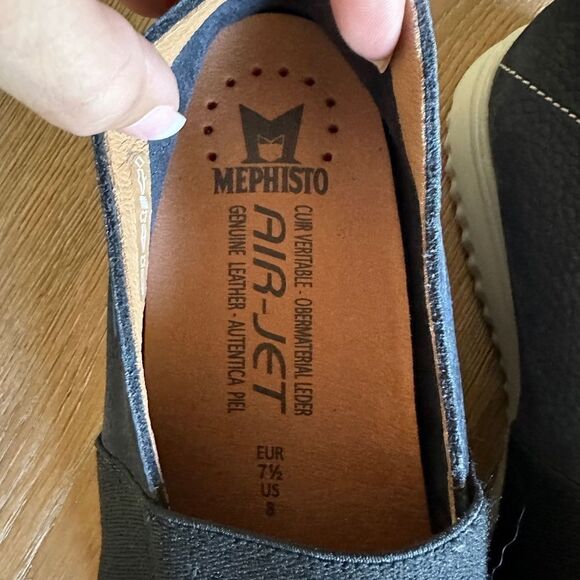 MEPHISTO
CUIR VERITABLE - OBERMATERIAL LEDER
AIR-JET
GENUINE LEATHER - AUTENTICA PIEL
EUR
7½
US
8